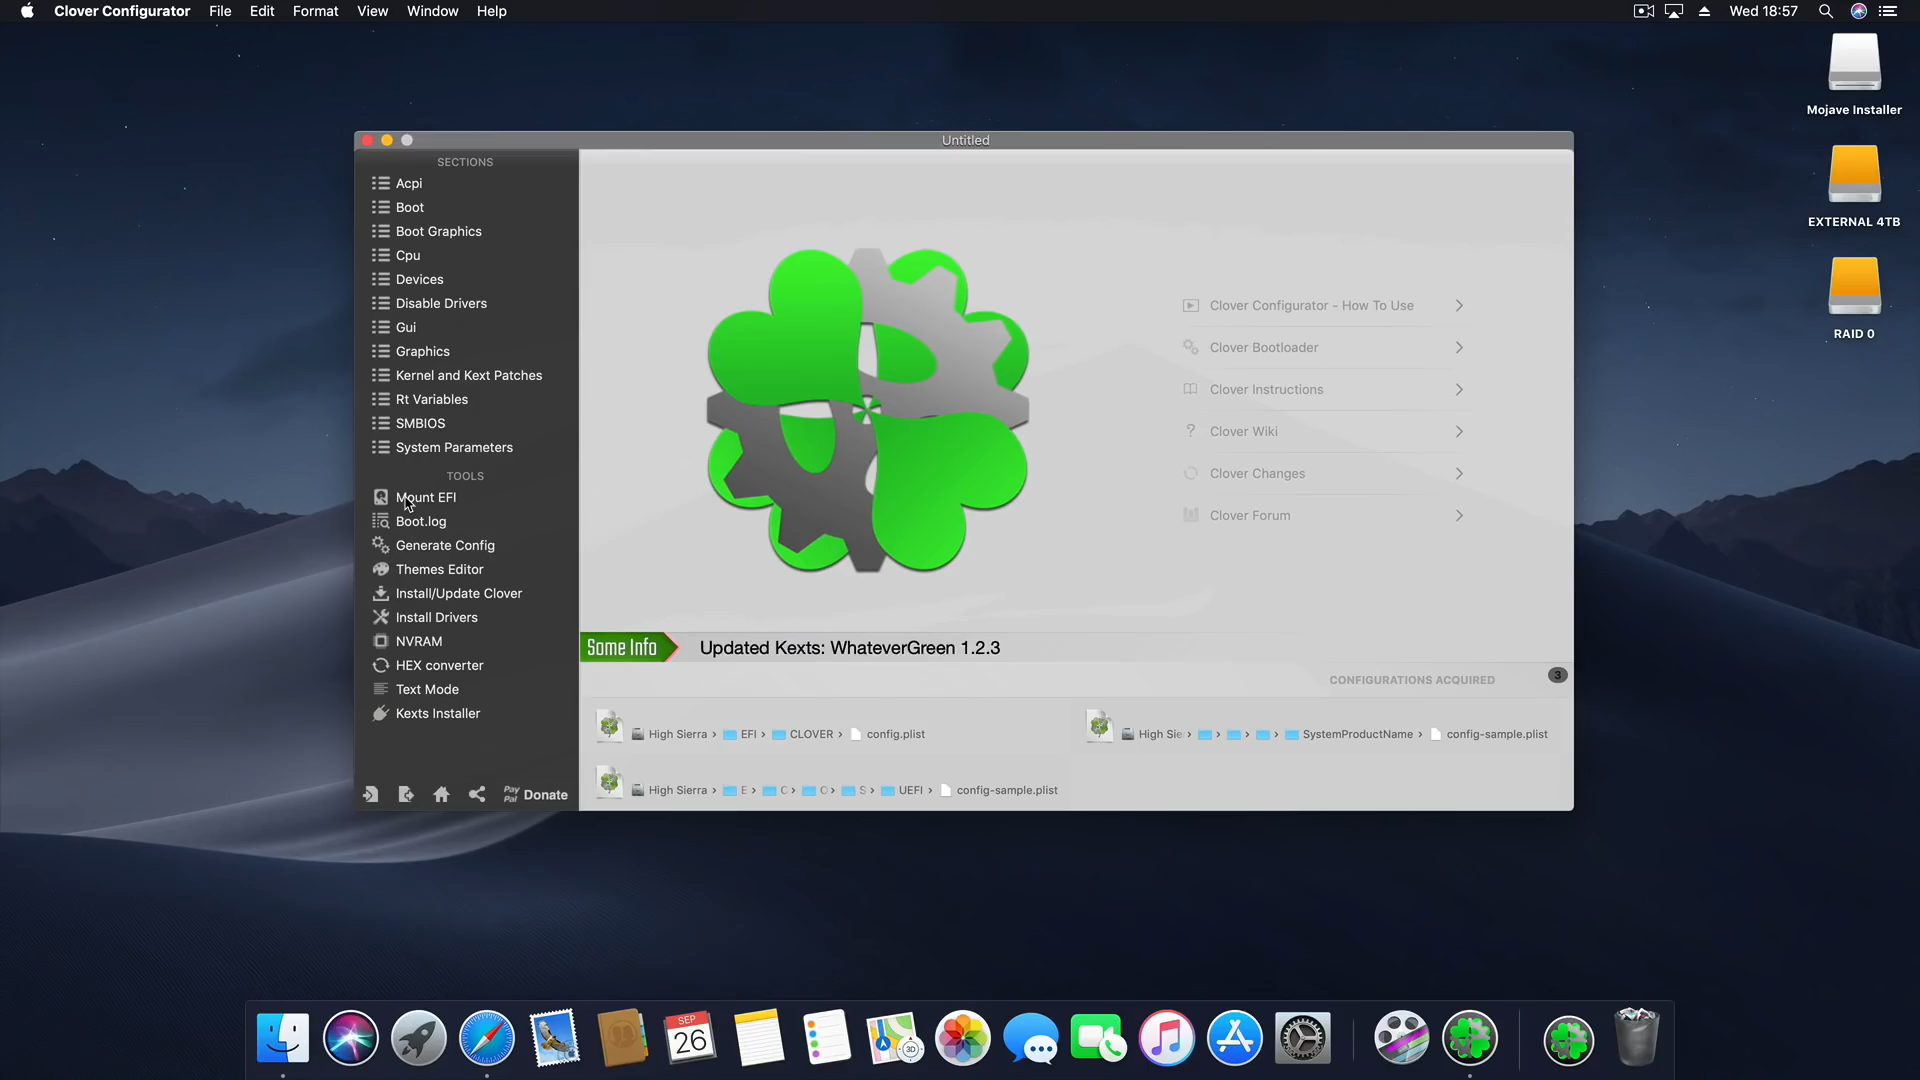 Clover Configurator File Edit Format View Window Help Wed 18:57
Mojave Installer
EXTERNAL 4TB
RAID 0
Untitled
SECTIONS
Acpi
Boot
Boot Graphics
Cpu
Devices
Disable Drivers
Gui
Graphics
Kernel and Kext Patches
Rt Variables
SMBIOS
System Parameters
TOOLS
Mount EFI
Boot.log
Generate Config
Themes Editor
Install/Update Clover
Install Drivers
NVRAM
HEX converter
Text Mode
Kexts Installer
Pay Pal Donate
Clover Configurator - How To Use
Clover Bootloader
Clover Instructions
Clover Wiki
Clover Changes
Clover Forum
Some Info Updated Kexts: WhateverGreen 1.2.3
CONFIGURATIONS ACQUIRED 3
High Sierra › EFI › CLOVER › config.plist
High Sie › › › › SystemProductName › config-sample.plist
High Sierra › E › C › O › S › UEFI › config-sample.plist
SEP
26
3D